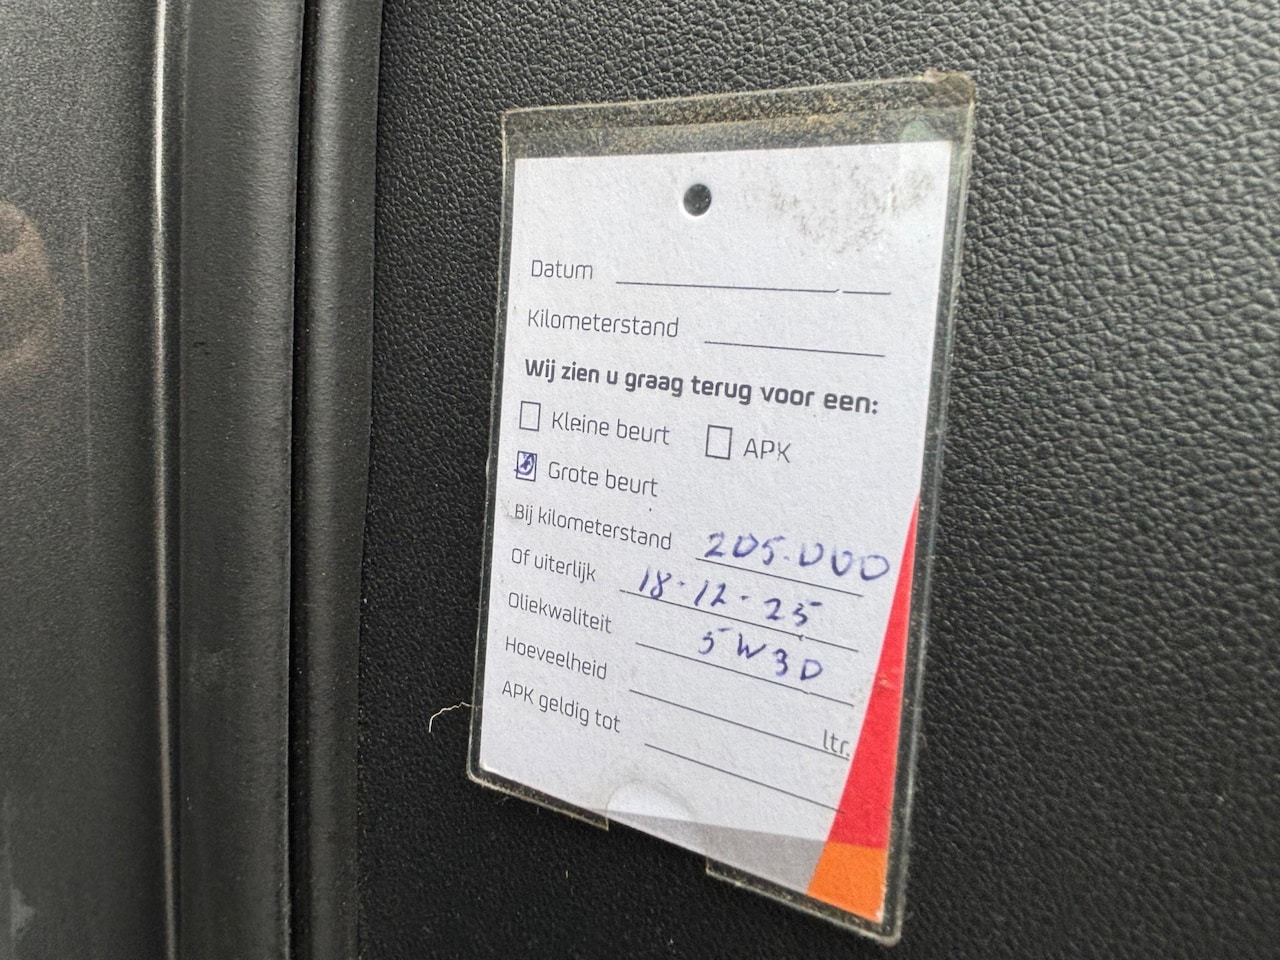 Datum
Kilometerstand
Wij zien u graag terug voor een:
Kleine beurt
APK
Grote beurt
Bij kilometerstand 205.000
Of uiterlijk 18-12-25
Oliekwaliteit 5W30
Hoeveelheid ltr.
APK geldig tot